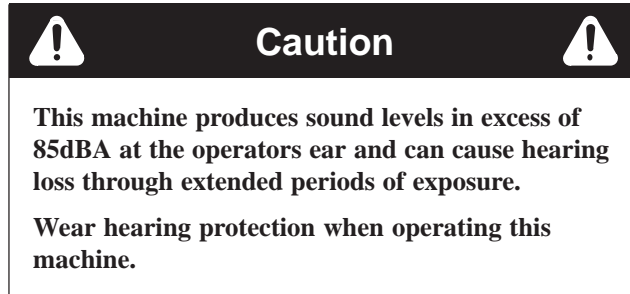 Caution
This machine produces sound levels in excess of
85dBA at the operators ear and can cause hearing
loss through extended periods of exposure.
Wear hearing protection when operating this
machine.